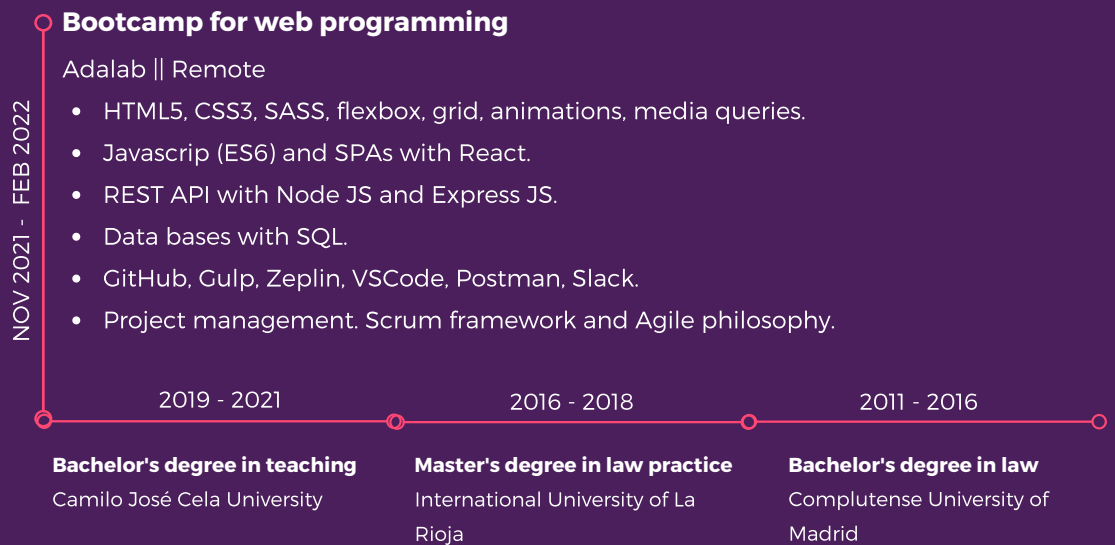 Bootcamp for web programming
Adalab || Remote
NOV 2021 - FEB 2022
• HTML5, CSS3, SASS, flexbox, grid, animations, media queries.
• Javascrip (ES6) and SPAs with React.
• REST API with Node JS and Express JS.
• Data bases with SQL.
• GitHub, Gulp, Zeplin, VSCode, Postman, Slack.
• Project management. Scrum framework and Agile philosophy.
2019 - 2021
Bachelor's degree in teaching
Camilo José Cela University
2016 - 2018
Master's degree in law practice
International University of La
Rioja
2011 - 2016
Bachelor's degree in law
Complutense University of
Madrid